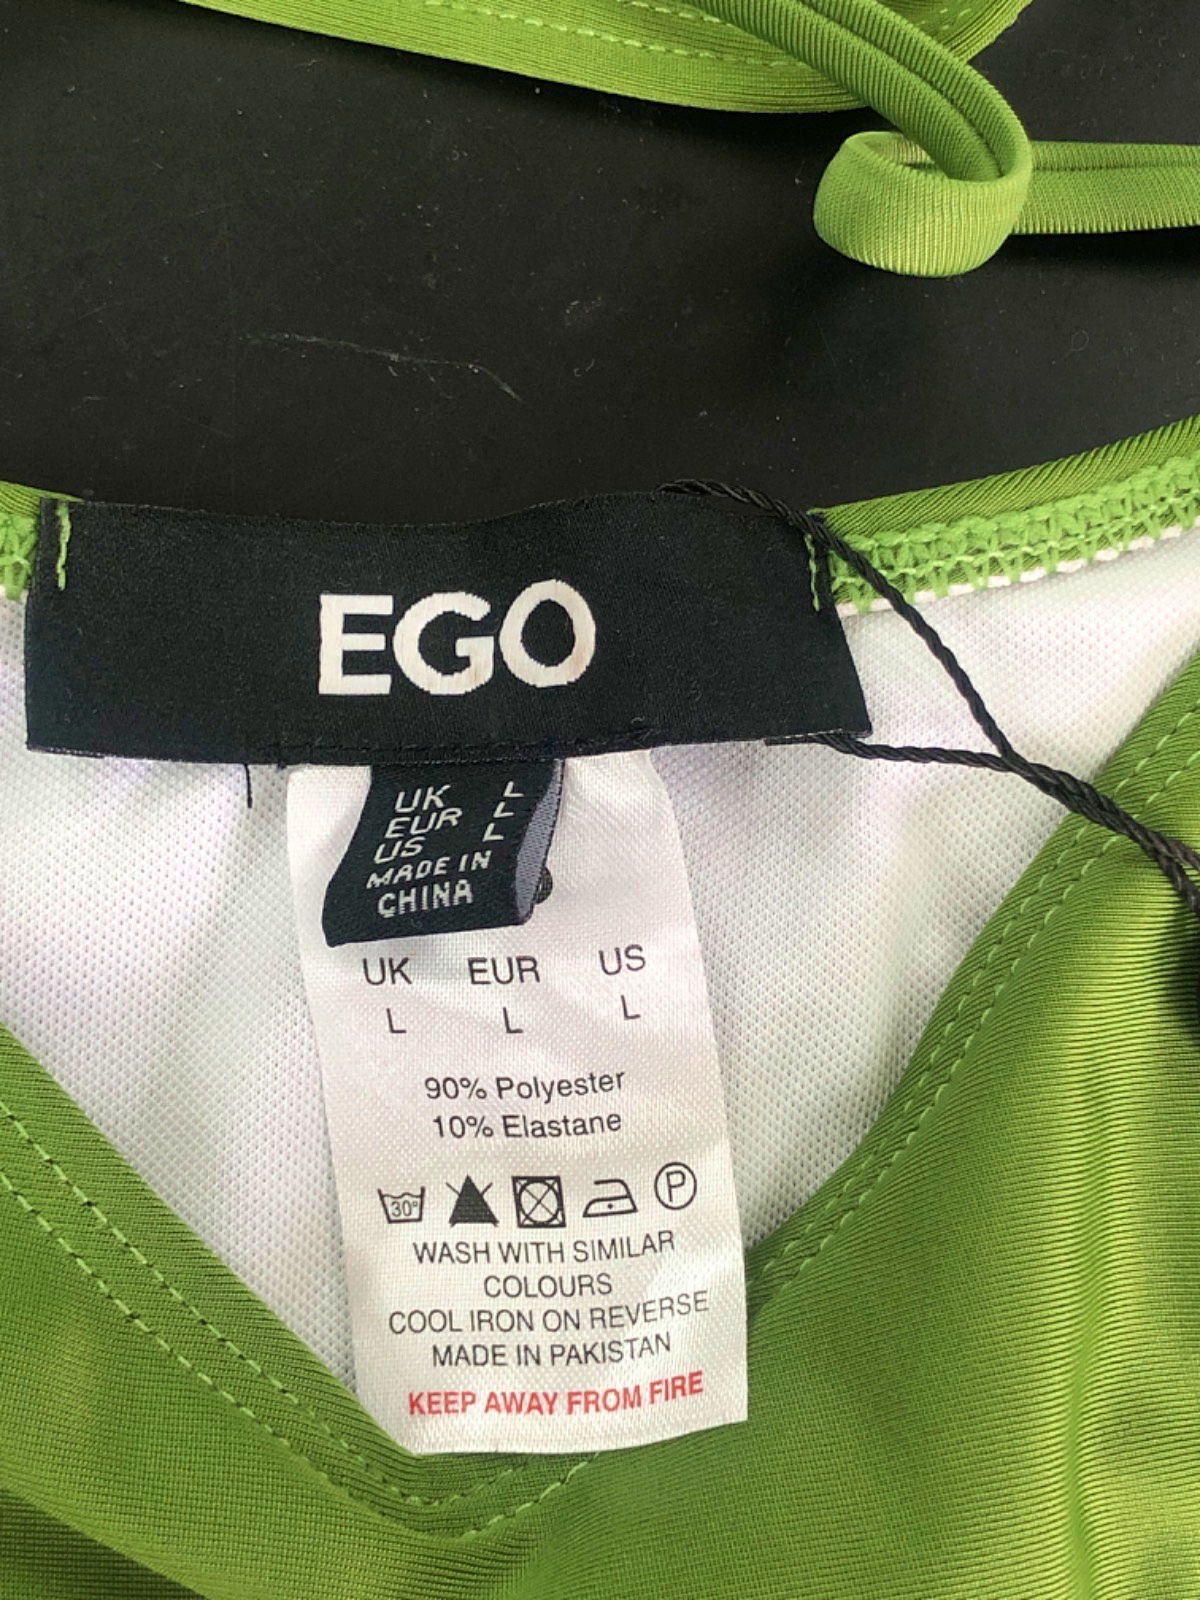 EGO
UK L
EUR L
US L
MADE IN
CHINA
UK EUR US
L L L
90% Polyester
10% Elastane
30° P
WASH WITH SIMILAR
COLOURS
COOL IRON ON REVERSE
MADE IN PAKISTAN
KEEP AWAY FROM FIRE